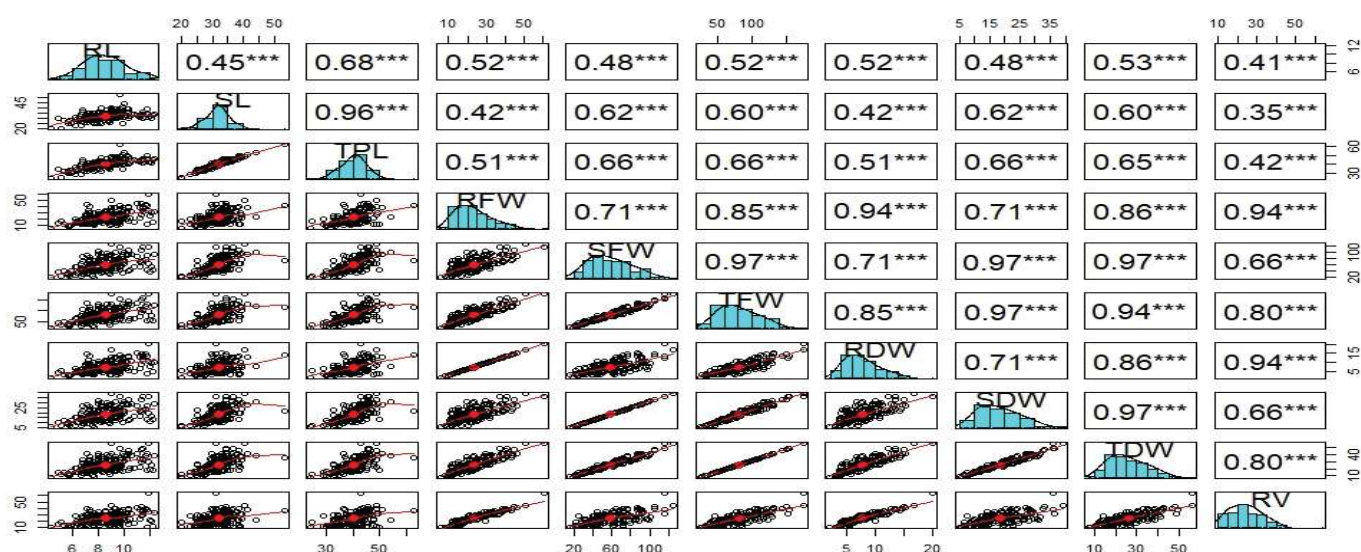 20 30 40 50 10 30 50 50 100 5 15 25 35 10 30 50
RL 0.45*** 0.68*** 0.52*** 0.48*** 0.52*** 0.52*** 0.48*** 0.53*** 0.41*** 6 12
20 45 SL 0.96*** 0.42*** 0.62*** 0.60*** 0.42*** 0.62*** 0.60*** 0.35***
TPL 0.51*** 0.66*** 0.66*** 0.51*** 0.66*** 0.65*** 0.42*** 30 60
10 50 RFW 0.71*** 0.85*** 0.94*** 0.71*** 0.86*** 0.94***
SFW 0.97*** 0.71*** 0.97*** 0.97*** 0.66*** 20 100
50 TFW 0.85*** 0.97*** 0.94*** 0.80***
RDW 0.71*** 0.86*** 0.94*** 5 15
5 25 SDW 0.97*** 0.66***
TDW 0.80*** 10 40
10 50 RV
6 8 10 30 50 20 60 100 5 10 20 10 30 50